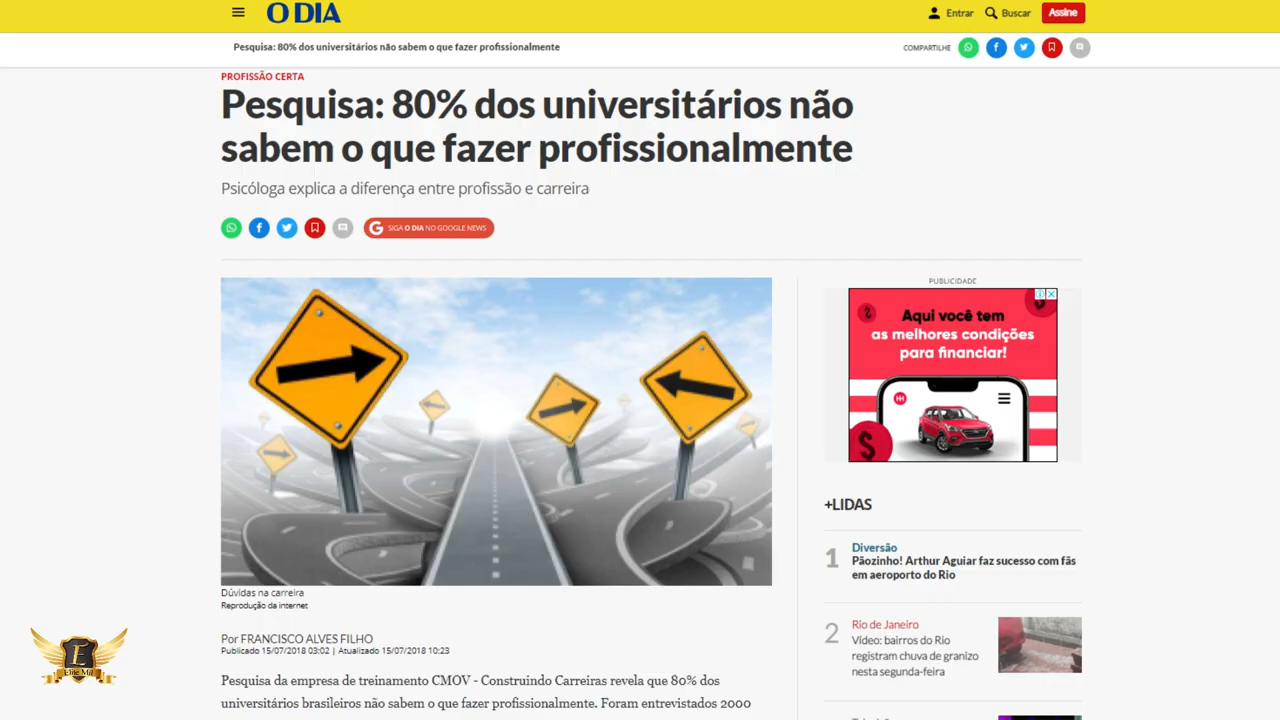 O DIA
Entrar
Buscar
Assine
Pesquisa: 80% dos universitários não sabem o que fazer profissionalmente
COMPARTILHE
PROFISSÃO CERTA
Pesquisa: 80% dos universitários não
sabem o que fazer profissionalmente
Psicóloga explica a diferença entre profissão e carreira
SIGA O DIA NO GOOGLE NEWS
PUBLICIDADE
Aqui você tem
as melhores condições
para financiar!
Dúvidas na carreira
Reprodução da internet
Por FRANCISCO ALVES FILHO
Publicado 15/07/2018 03:02 | Atualizado 15/07/2018 10:23
Pesquisa da empresa de treinamento CMOV - Construindo Carreiras revela que 80% dos
universitários brasileiros não sabem o que fazer profissionalmente. Foram entrevistados 2000
+LIDAS
1
Diversão
Pãozinho! Arthur Aguiar faz sucesso com fãs
em aeroporto do Rio
2
Rio de Janeiro
Vídeo: bairros do Rio
registram chuva de granizo
nesta segunda-feira
E
Elite Mil